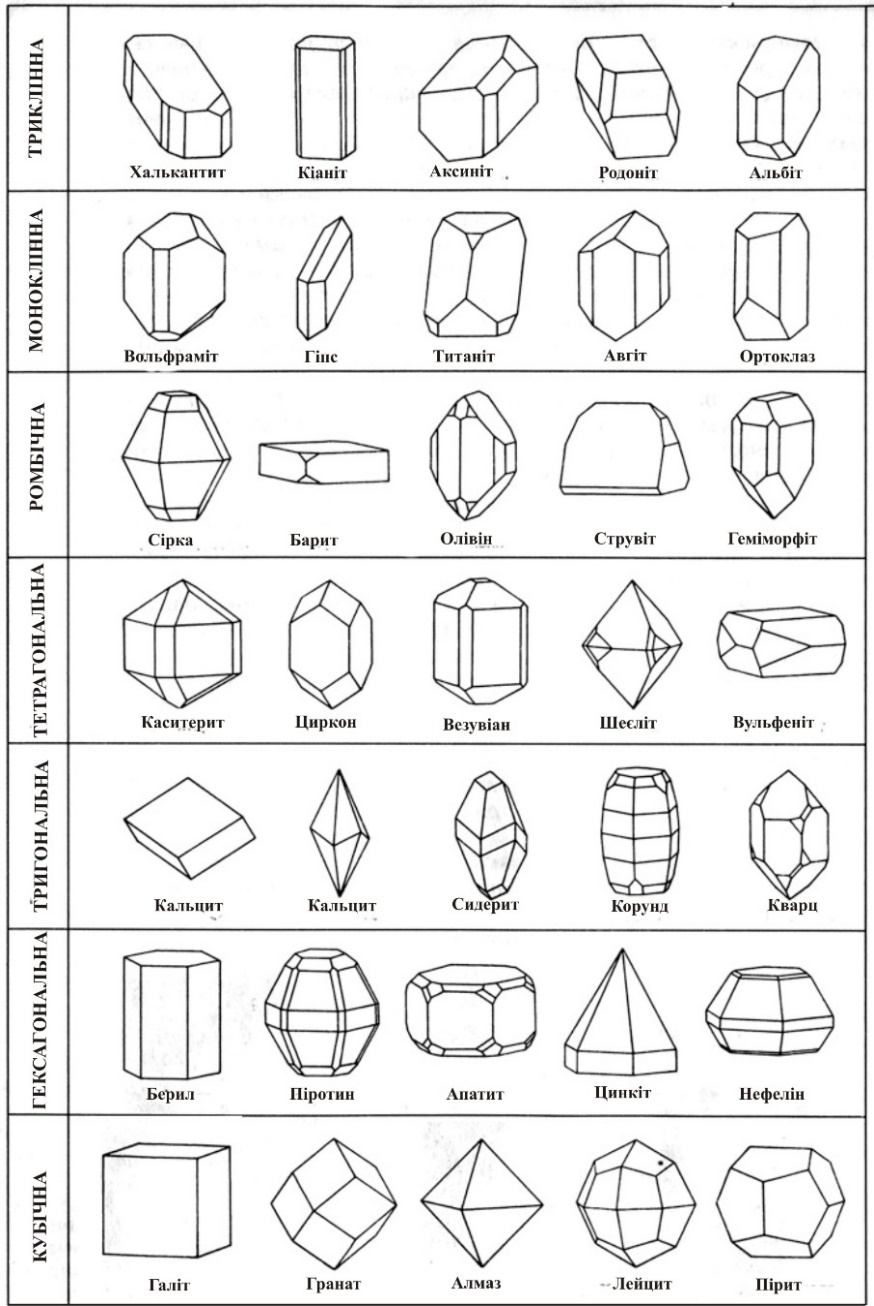 ТРИКЛІННА
Халькантит Кіаніт Аксиніт Родоніт Альбіт
МОНОКЛІННА
Вольфраміт Гіпс Титаніт Авгіт Ортоклаз
РОМБІЧНА
Сірка Барит Олівін Струвіт Геміморфіт
ТЕТРАГОНАЛЬНА
Каситерит Циркон Везувіан Шеєліт Вульфеніт
ТРИГОНАЛЬНА
Кальцит Кальцит Сидерит Корунд Кварц
ГЕКСАГОНАЛЬНА
Берил Піротин Апатит Цинкіт Нефелін
КУБІЧНА
Галіт Гранат Алмаз Лейцит Пірит